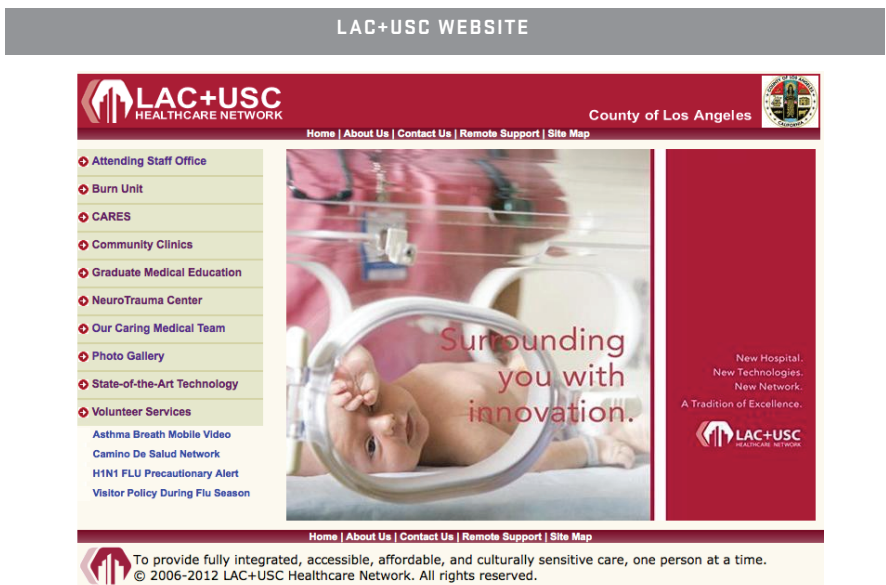 LAC+USC WEBSITE
LAC+USC
HEALTHCARE NETWORK
County of Los Angeles
COUNTY OF LOS ANGELES
CALIFORNIA
Home | About Us | Contact Us | Remote Support | Site Map
Attending Staff Office
Burn Unit
CARES
Community Clinics
Graduate Medical Education
NeuroTrauma Center
Our Caring Medical Team
Photo Gallery
State-of-the-Art Technology
Volunteer Services
Asthma Breath Mobile Video
Camino De Salud Network
H1N1 FLU Precautionary Alert
Visitor Policy During Flu Season
Surrounding
you with
innovation.
New Hospital.
New Technologies.
New Network.
A Tradition of Excellence.
LAC+USC
HEALTHCARE NETWORK
Home | About Us | Contact Us | Remote Support | Site Map
To provide fully integrated, accessible, affordable, and culturally sensitive care, one person at a time.
© 2006-2012 LAC+USC Healthcare Network. All rights reserved.